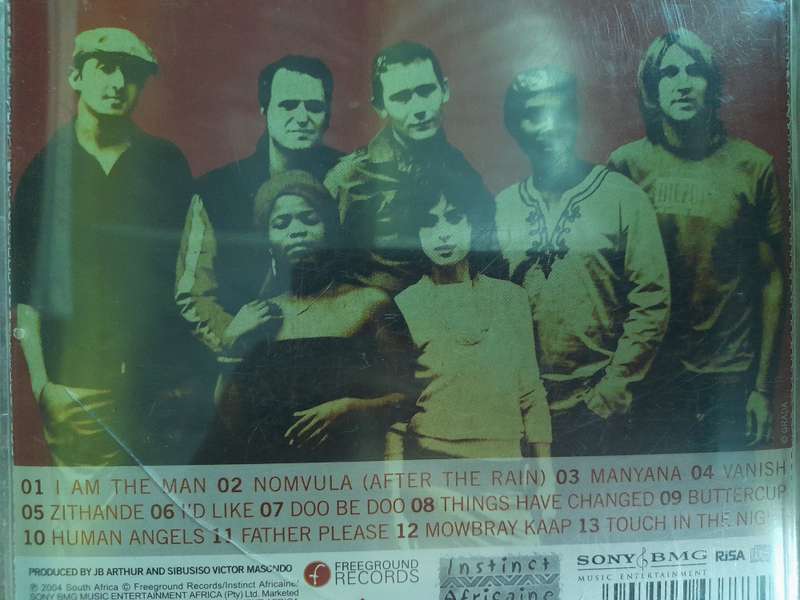 © GRADA
01 I AM THE MAN 02 NOMVULA (AFTER THE RAIN) 03 MANYANA 04 VANISH
05 ZITHANDE 06 I'D LIKE 07 DOO BE DOO 08 THINGS HAVE CHANGED 09 BUTTERCUP
10 HUMAN ANGELS 11 FATHER PLEASE 12 MOWBRAY KAAP 13 TOUCH IN THE
PRODUCED BY JB ARTHUR AND SIBUSISO VICTOR MASONDO
℗ 2004 South Africa © Freeground Records/Instinct Africaine/
SONY BMG MUSIC ENTERTAINMENT AFRICA (Pty) Ltd. Marketed
f FREEGROUND
RECORDS
Instinct
Africaine
SONY BMG
MUSIC ENTERTAINMENT
RiSA